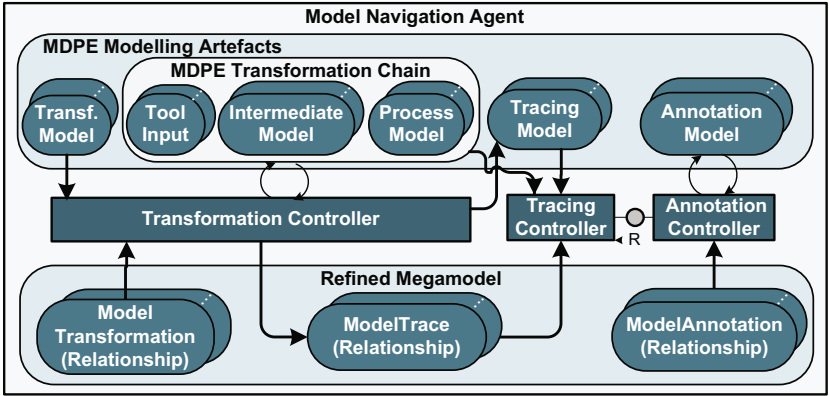 Model Navigation Agent
MDPE Modelling Artefacts
MDPE Transformation Chain
Transf.
Model
Tool
Input
Intermediate
Model
Process
Model
Tracing
Model
Annotation
Model
Transformation Controller
Tracing
Controller
R
Annotation
Controller
Refined Megamodel
Model
Transformation
(Relationship)
ModelTrace
(Relationship)
ModelAnnotation
(Relationship)